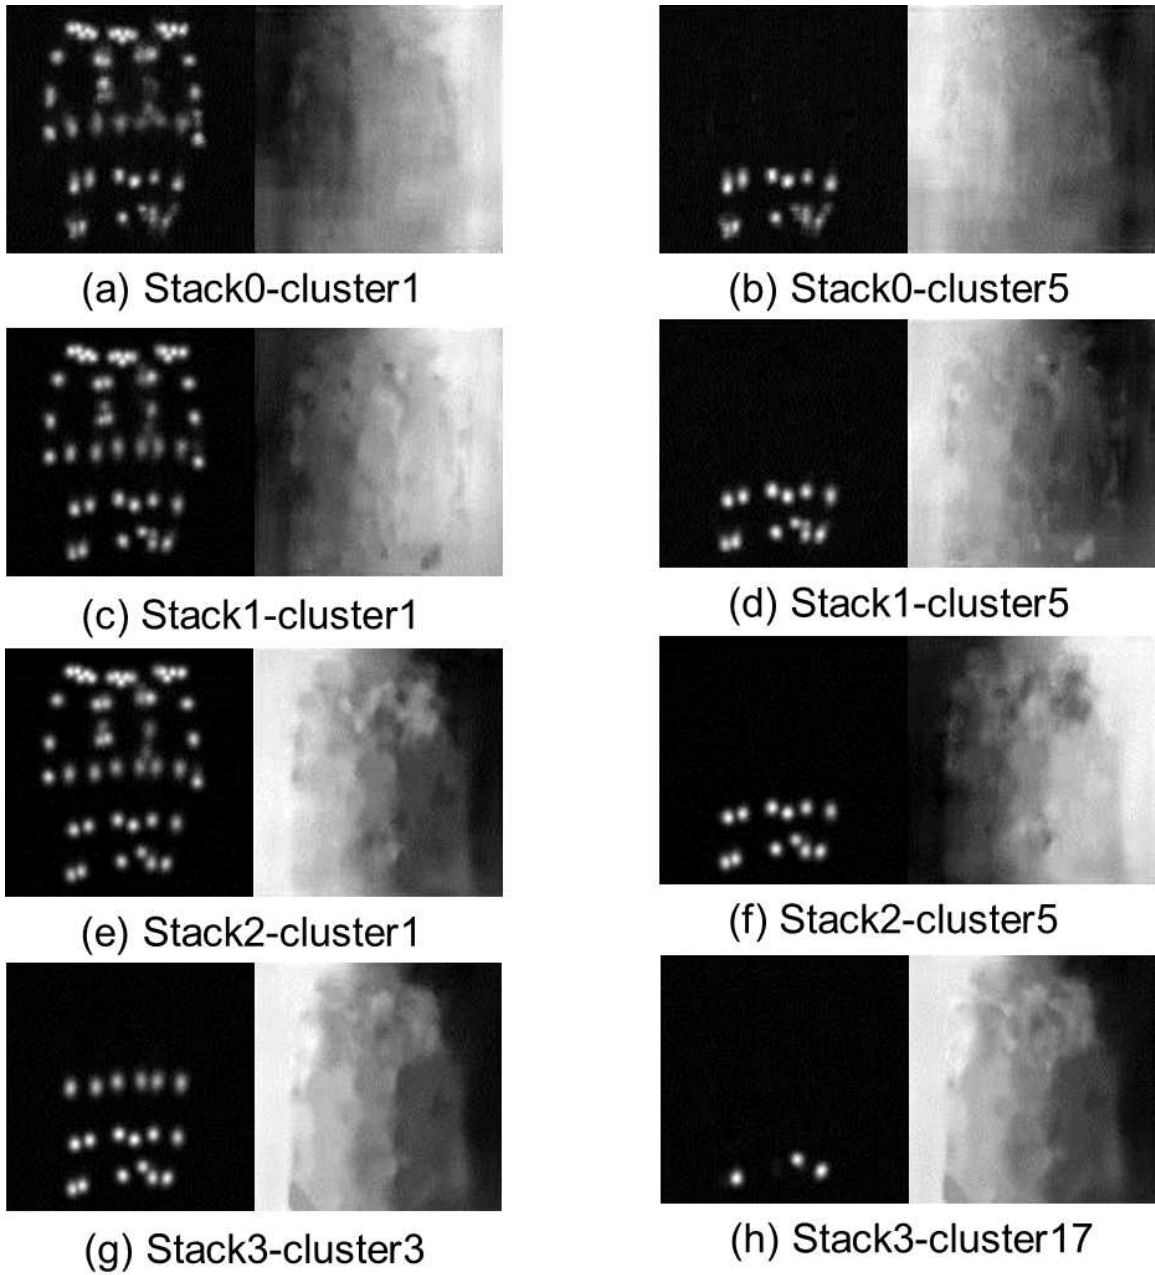 (a) Stack0-cluster1
(b) Stack0-cluster5
(c) Stack1-cluster1
(d) Stack1-cluster5
(e) Stack2-cluster1
(f) Stack2-cluster5
(g) Stack3-cluster3
(h) Stack3-cluster17